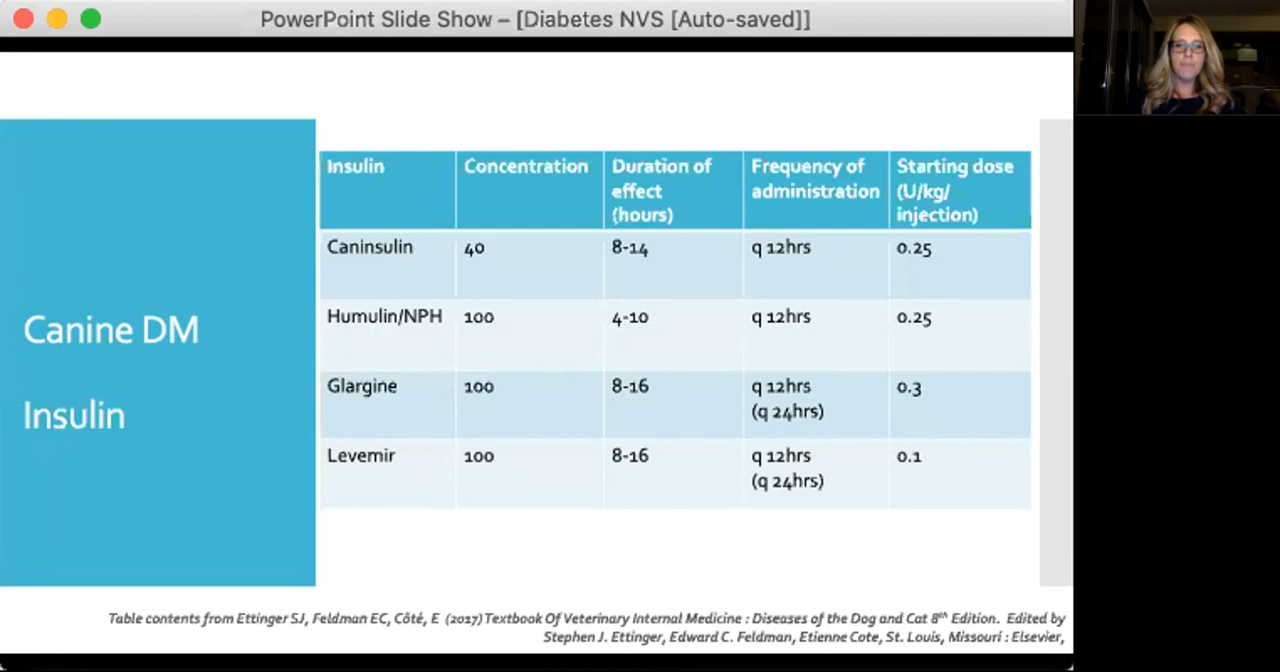 PowerPoint Slide Show – [Diabetes NVS [Auto-saved]]
Canine DM
Insulin
Insulin Concentration Duration of effect (hours) Frequency of administration Starting dose (U/kg/ injection)
Caninsulin 40 8-14 q 12hrs 0.25
Humulin/NPH 100 4-10 q 12hrs 0.25
Glargine 100 8-16 q 12hrs (q 24hrs) 0.3
Levemir 100 8-16 q 12hrs (q 24hrs) 0.1
Table contents from Ettinger SJ, Feldman EC, Côté, E (2017) Textbook Of Veterinary Internal Medicine : Diseases of the Dog and Cat 8th Edition. Edited by
Stephen J. Ettinger, Edward C. Feldman, Etienne Cote, St. Louis, Missouri : Elsevier,